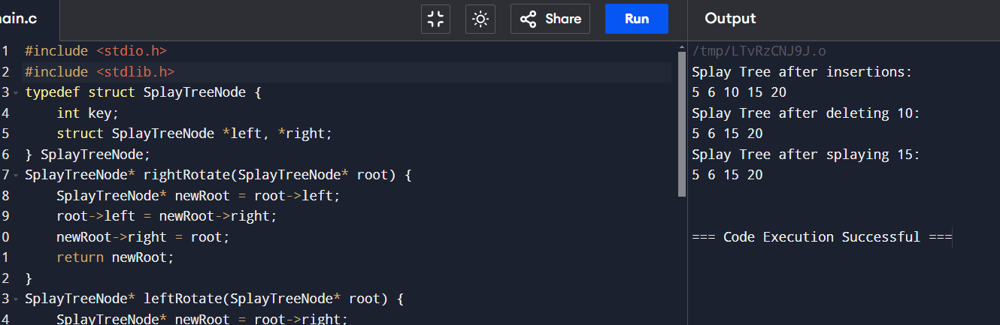 ain.c
Share
Run
Output
1 #include <stdio.h>
2 #include <stdlib.h>
3 typedef struct SplayTreeNode {
4     int key;
5     struct SplayTreeNode *left, *right;
6 } SplayTreeNode;
7 SplayTreeNode* rightRotate(SplayTreeNode* root) {
8     SplayTreeNode* newRoot = root->left;
9     root->left = newRoot->right;
0     newRoot->right = root;
1     return newRoot;
2 }
3 SplayTreeNode* leftRotate(SplayTreeNode* root) {
4     SplayTreeNode* newRoot = root->right;
/tmp/LTvRzCNJ9J.o
Splay Tree after insertions:
5 6 10 15 20
Splay Tree after deleting 10:
5 6 15 20
Splay Tree after splaying 15:
5 6 15 20
=== Code Execution Successful ===